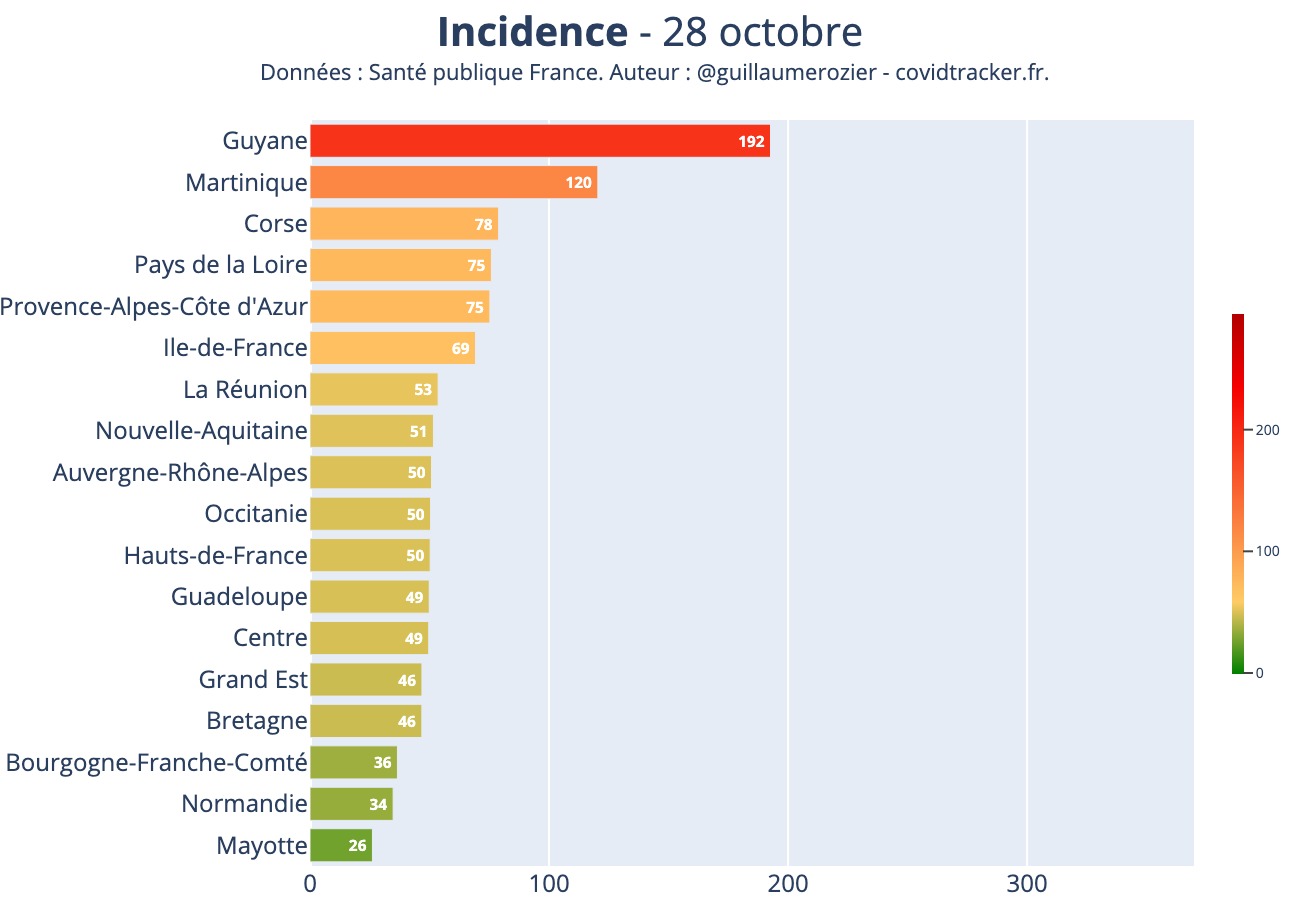 Incidence - 28 octobre
Données : Santé publique France. Auteur : @guillaumerozier - covidtracker.fr.
Guyane 192
Martinique 120
Corse 78
Pays de la Loire 75
Provence-Alpes-Côte d'Azur 75
Ile-de-France 69
La Réunion 53
Nouvelle-Aquitaine 51
Auvergne-Rhône-Alpes 50
Occitanie 50
Hauts-de-France 50
Guadeloupe 49
Centre 49
Grand Est 46
Bretagne 46
Bourgogne-Franche-Comté 36
Normandie 34
Mayotte 26
0 100 200 300
200
100
0